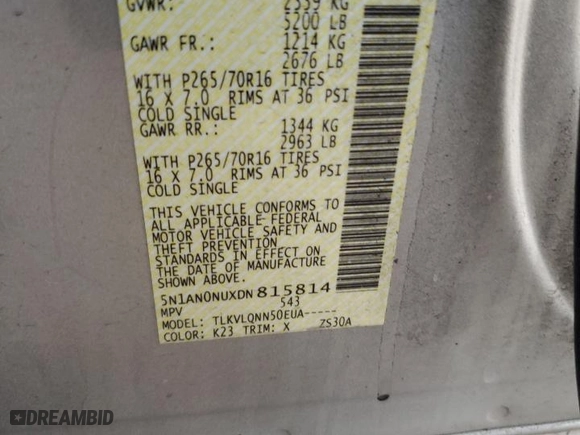 GVWR: 2359 KG
5200 LB
GAWR FR.: 1214 KG
2676 LB
WITH P265/70R16 TIRES
16 X 7.0 RIMS AT 36 PSI
COLD SINGLE
GAWR RR.: 1344 KG
2963 LB
WITH P265/70R16 TIRES
16 X 7.0 RIMS AT 36 PSI
COLD SINGLE
THIS VEHICLE CONFORMS TO
ALL APPLICABLE FEDERAL
MOTOR VEHICLE SAFETY AND
THEFT PREVENTION
STANDARDS IN EFFECT ON
THE DATE OF MANUFACTURE
SHOWN ABOVE.
5N1AN0NUXDN815814
MPV 543
MODEL: TLKVLQNN50EUA-----
COLOR: K23 TRIM: X ZS30A
DREAMBID